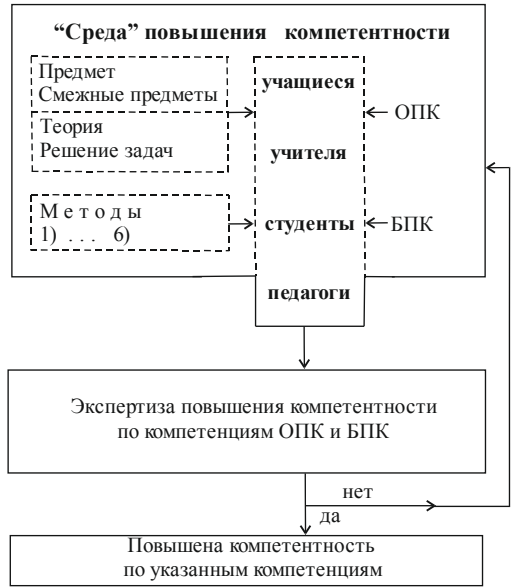 “Среда” повышения компетентности
Предмет
Смежные предметы
Теория
Решение задач
Методы
1) . . . 6)
учащиеся
учителя
студенты
педагоги
ОПК
БПК
Экспертиза повышения компетентности
по компетенциям ОПК и БПК
нет
да
Повышена компетентность
по указанным компетенциям